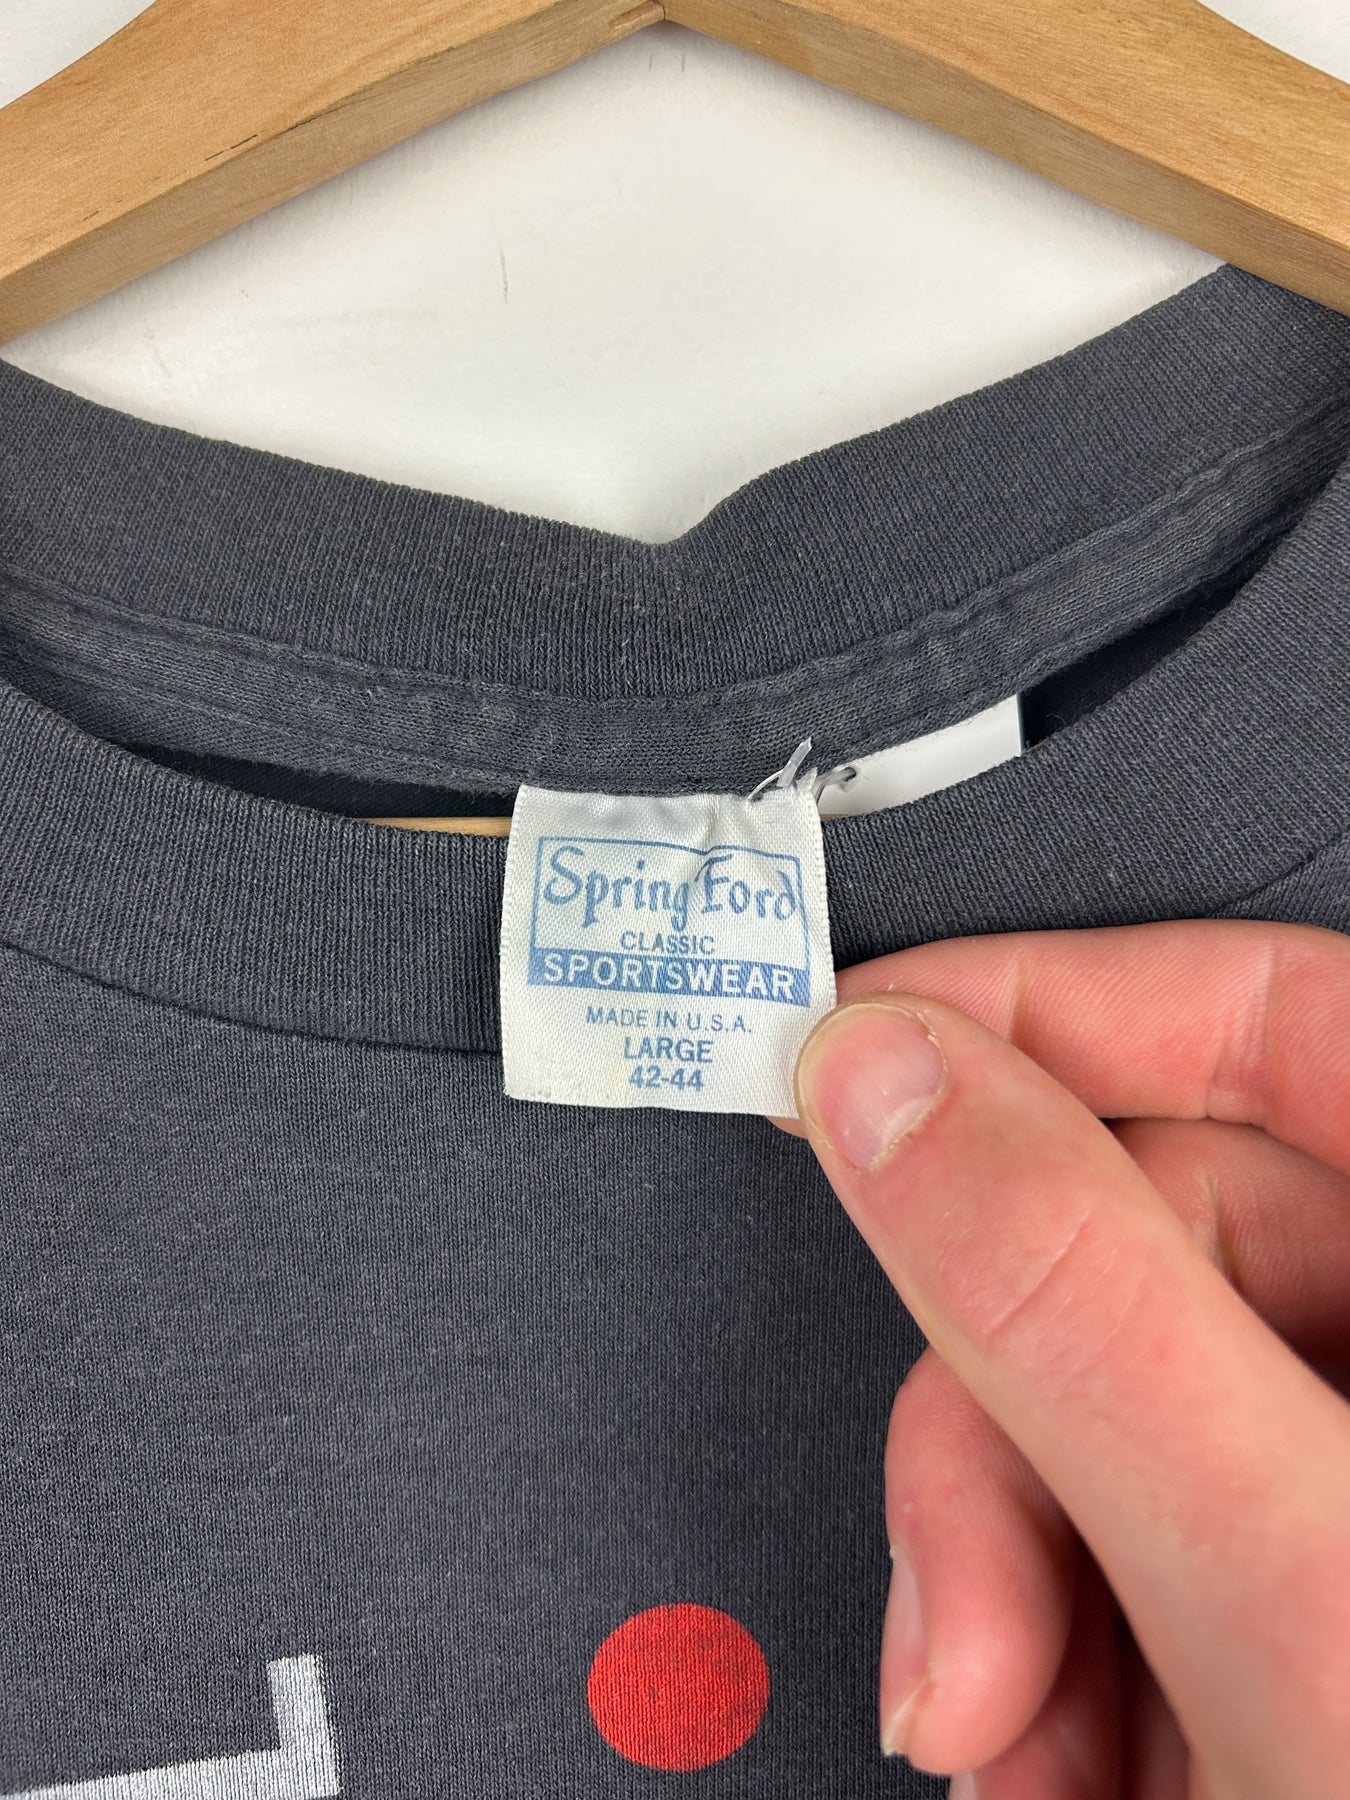 Spring Ford
CLASSIC
SPORTSWEAR
MADE IN U.S.A.
LARGE
42-44